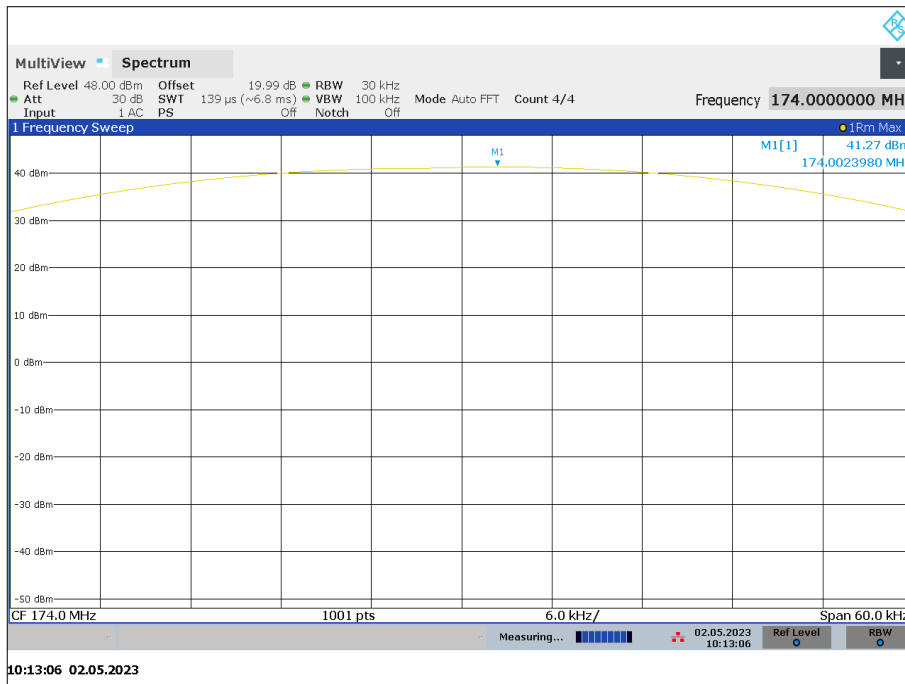 MultiView Spectrum
Ref Level 48.00 dBm Offset 19.99 dB RBW 30 kHz
Att 30 dB SWT 139 µs (~6.8 ms) VBW 100 kHz Mode Auto FFT Count 4/4 Frequency 174.0000000 MH
Input 1 AC PS Off Notch Off
1 Frequency Sweep 1Rm Max
M1[1] 41.27 dBm
174.0023980 MH
M1
40 dBm
30 dBm
20 dBm
10 dBm
0 dBm
-10 dBm
-20 dBm
-30 dBm
-40 dBm
-50 dBm
CF 174.0 MHz 1001 pts 6.0 kHz/ Span 60.0 kHz
Measuring... 02.05.2023 Ref Level RBW
10:13:06
10:13:06 02.05.2023